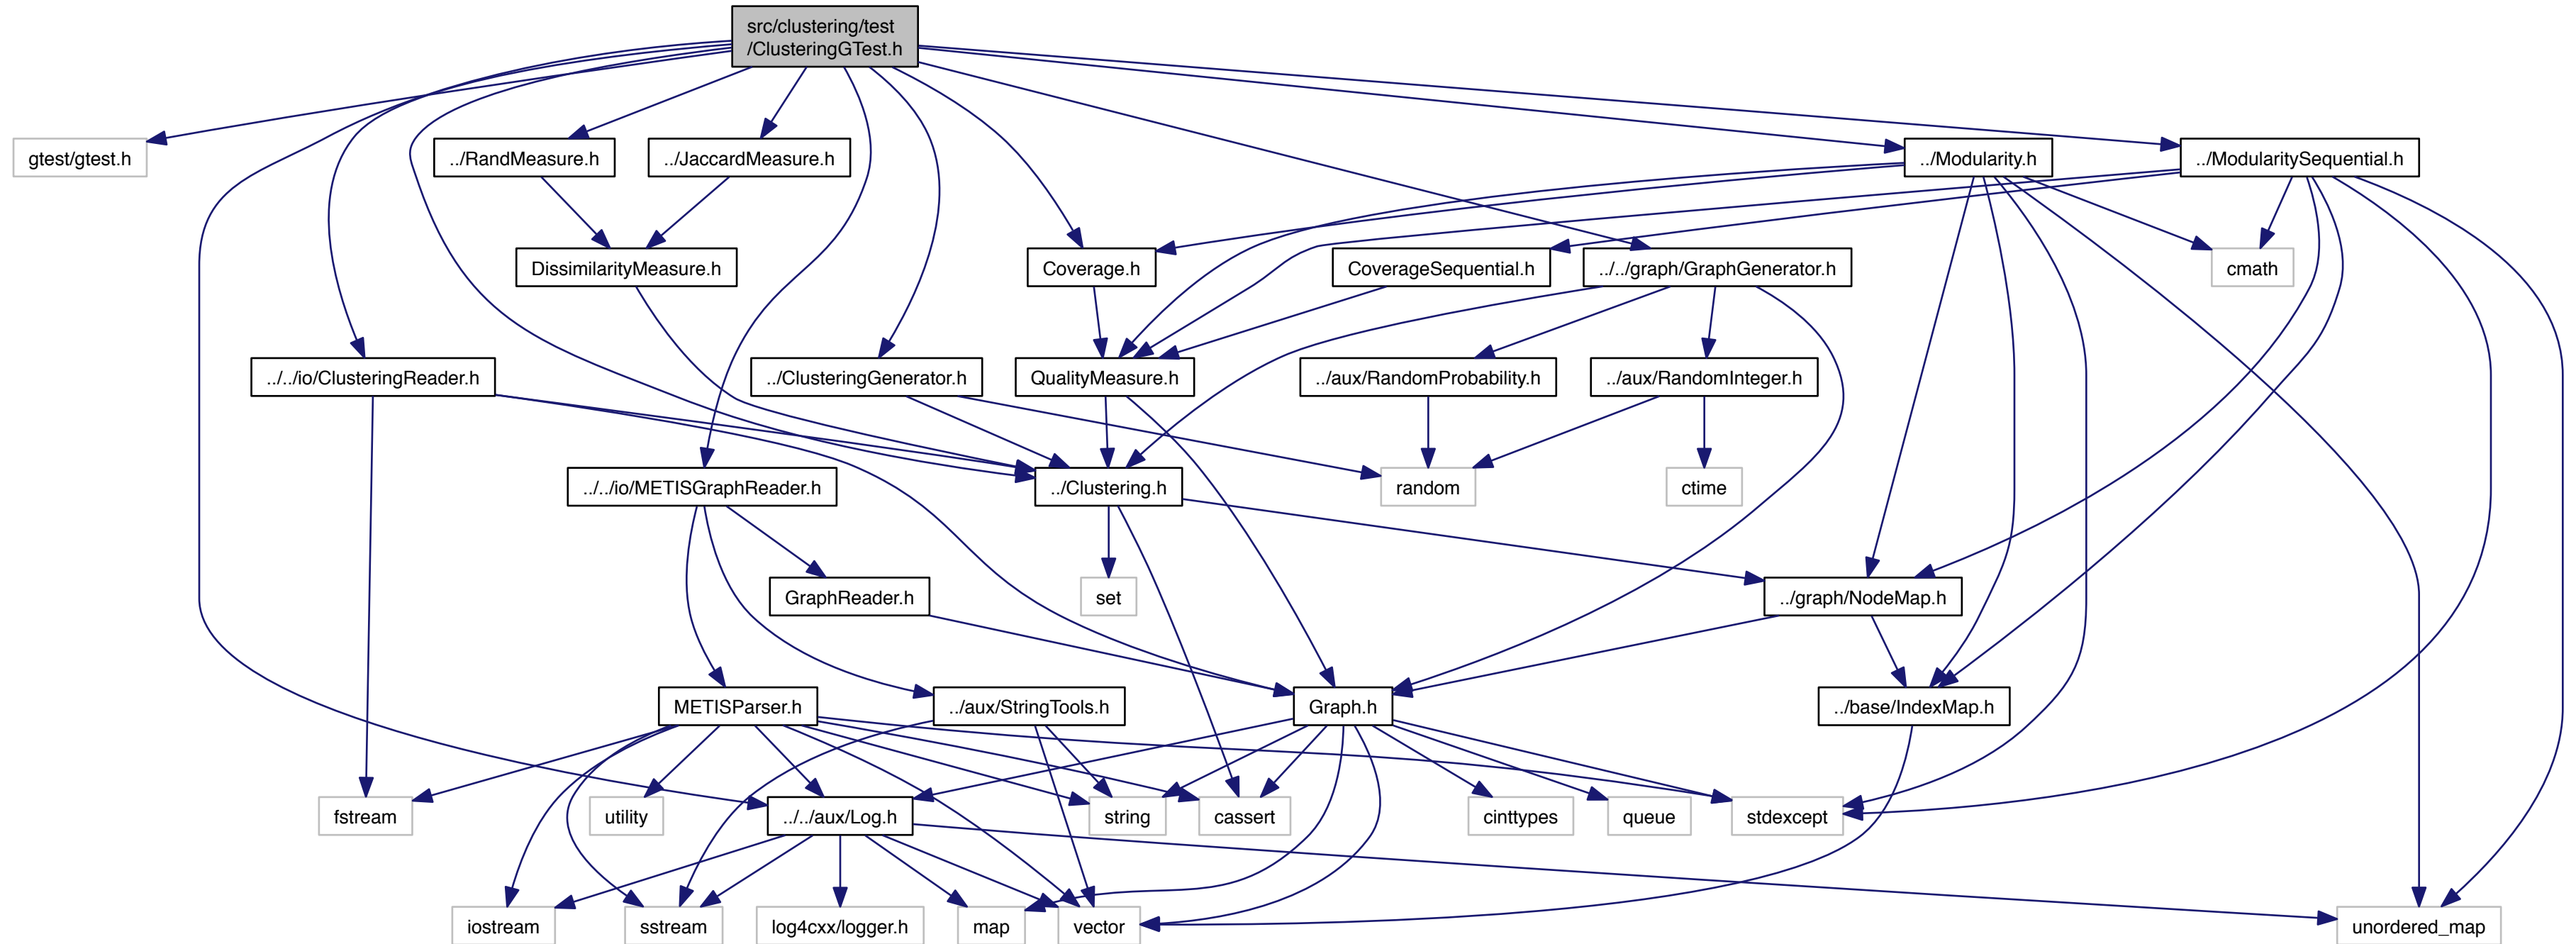 src/clustering/test
/ClusteringGTest.h
gtest/gtest.h
../RandMeasure.h
../JaccardMeasure.h
../Modularity.h
../ModularitySequential.h
DissimilarityMeasure.h
Coverage.h
CoverageSequential.h
../../graph/GraphGenerator.h
cmath
../../io/ClusteringReader.h
../ClusteringGenerator.h
QualityMeasure.h
../aux/RandomProbability.h
../aux/RandomInteger.h
../../io/METISGraphReader.h
../Clustering.h
random
ctime
GraphReader.h
set
../graph/NodeMap.h
METISParser.h
../aux/StringTools.h
Graph.h
../base/IndexMap.h
fstream
utility
../../aux/Log.h
string
cassert
cinttypes
queue
stdexcept
iostream
sstream
log4cxx/logger.h
map
vector
unordered_map